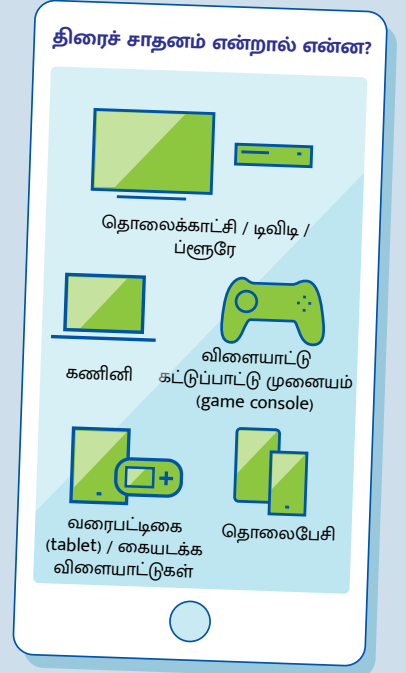 திரைச் சாதனம் என்றால் என்ன?
தொலைக்காட்சி / டிவிடி /
ப்ளூரே
கணினி
விளையாட்டு
கட்டுப்பாட்டு முனையம்
(game console)
வரைபட்டிகை
(tablet) / கையடக்க
விளையாட்டுகள்
தொலைபேசி